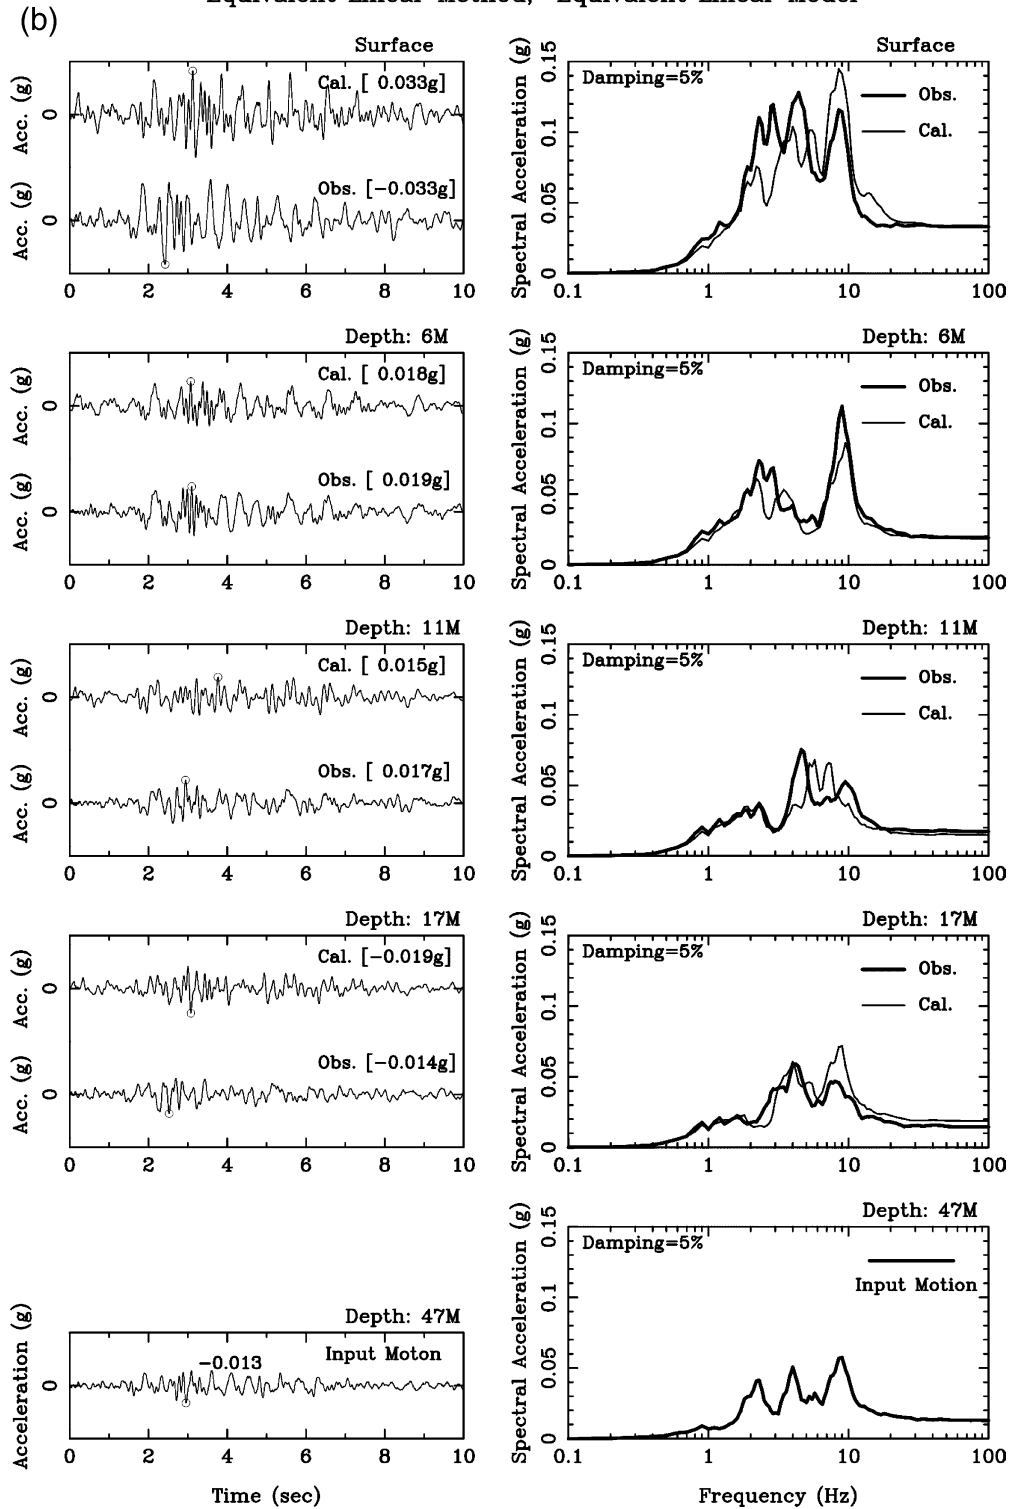 Equivalent Linear Method, Equivalent Linear Model
(b)
Surface
Cal. [ 0.033g]
Obs. [-0.033g]
Acc. (g)
Acc. (g)
0
0
0 2 4 6 8 10
Surface
Damping=5%
Obs.
Cal.
Spectral Acceleration (g)
0 0.05 0.1 0.15
0.1 1 10 100
Depth: 6M
Cal. [ 0.018g]
Obs. [ 0.019g]
Acc. (g)
Acc. (g)
0
0
0 2 4 6 8 10
Depth: 6M
Damping=5%
Obs.
Cal.
Spectral Acceleration (g)
0 0.05 0.1 0.15
0.1 1 10 100
Depth: 11M
Cal. [ 0.015g]
Obs. [ 0.017g]
Acc. (g)
Acc. (g)
0
0
0 2 4 6 8 10
Depth: 11M
Damping=5%
Obs.
Cal.
Spectral Acceleration (g)
0 0.05 0.1 0.15
0.1 1 10 100
Depth: 17M
Cal. [-0.019g]
Obs. [-0.014g]
Acc. (g)
Acc. (g)
0
0
0 2 4 6 8 10
Depth: 17M
Damping=5%
Obs.
Cal.
Spectral Acceleration (g)
0 0.05 0.1 0.15
0.1 1 10 100
Depth: 47M
Input Moton
-0.013
Acceleration (g)
0
0 2 4 6 8 10
Time (sec)
Depth: 47M
Damping=5%
Input Motion
Spectral Acceleration (g)
0 0.05 0.1 0.15
0.1 1 10 100
Frequency (Hz)